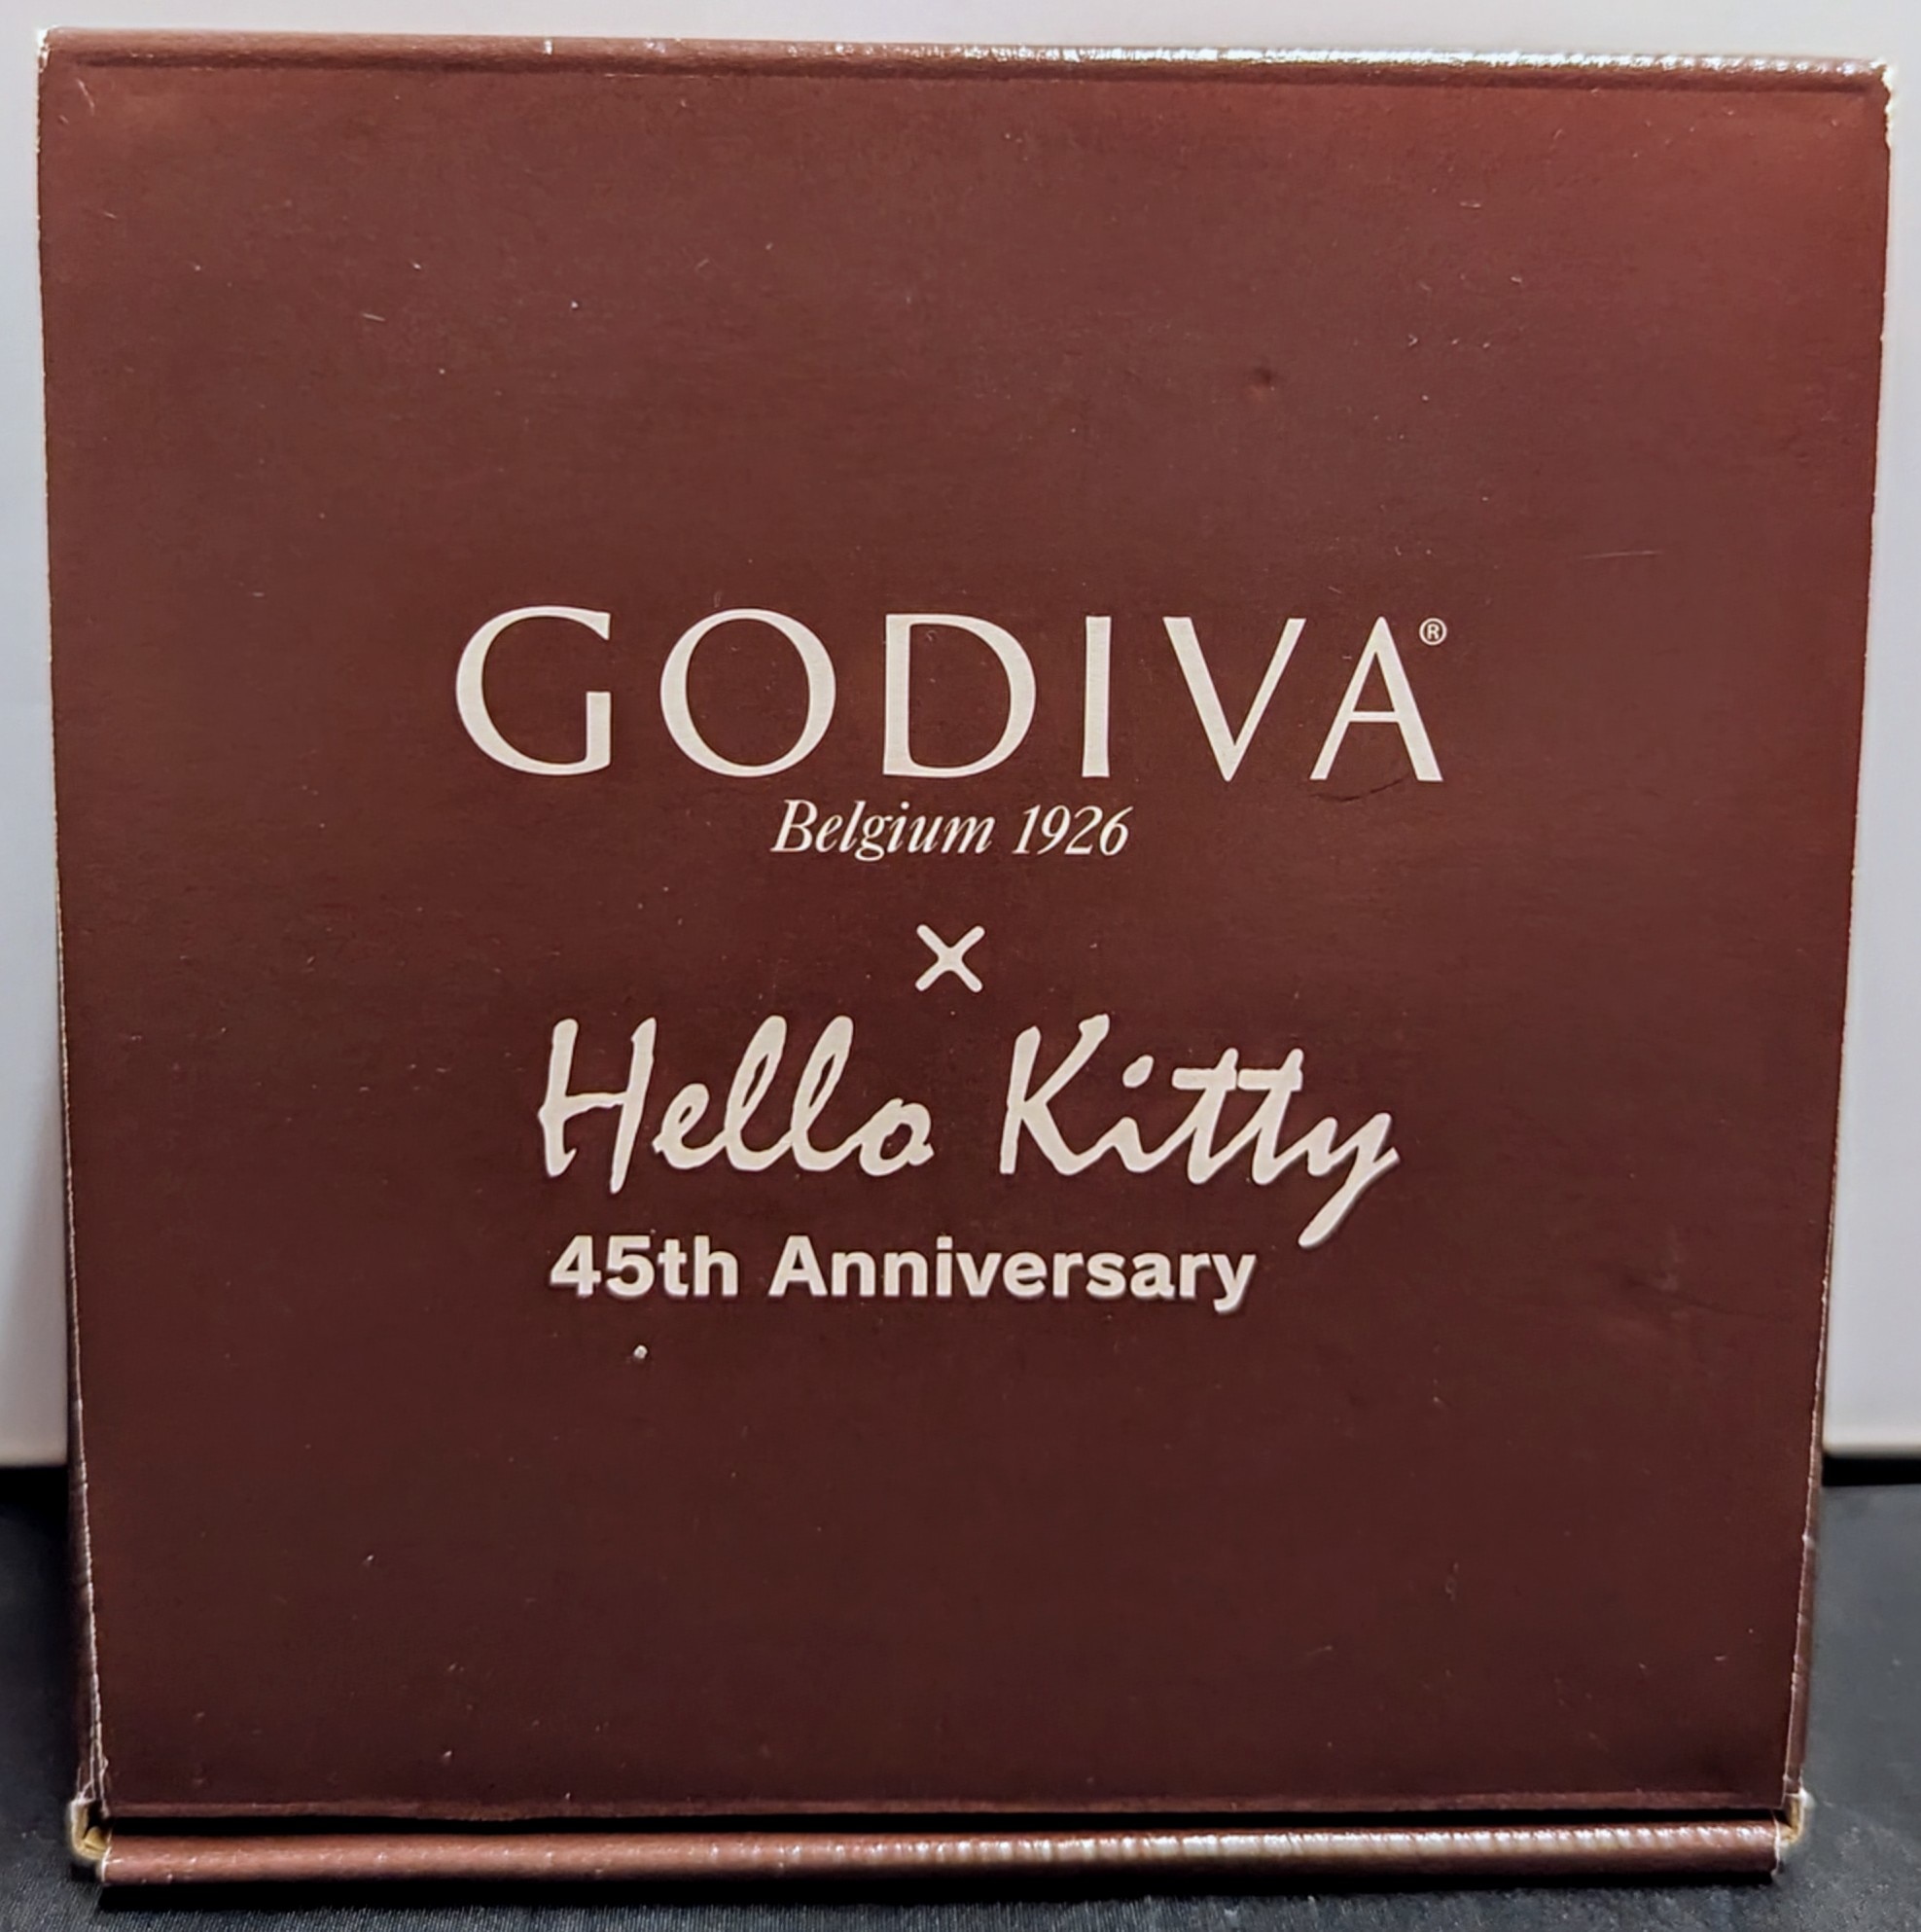 GODIVA®
Belgium 1926
×
Hello Kitty
45th Anniversary